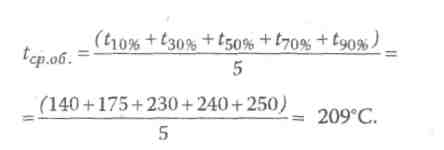 t_ср.об. = (t_10% + t_30% + t_50% + t_70% + t_90%) / 5 =
= (140+175+230+240+250) / 5 = 209°C.